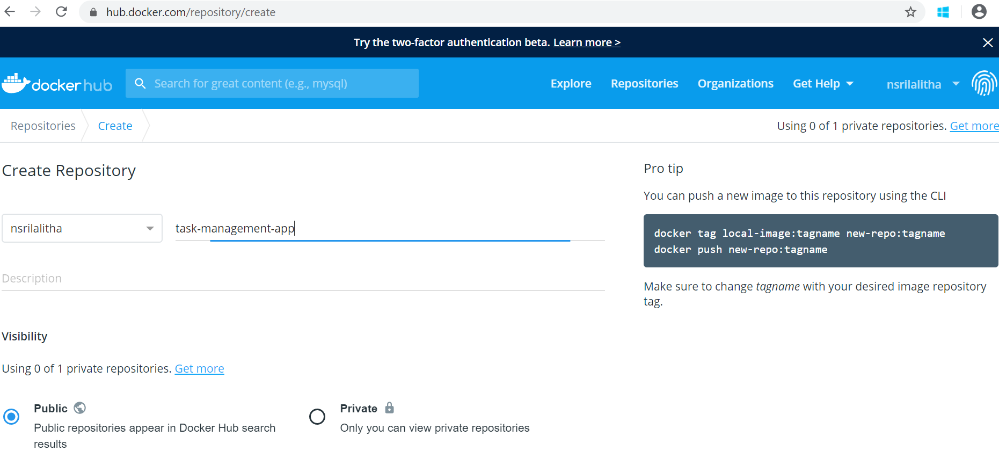 hub.docker.com/repository/create
Try the two-factor authentication beta. Learn more >
docker hub
Search for great content (e.g., mysql)
Explore
Repositories
Organizations
Get Help
nsrilalitha
Repositories
Create
Using 0 of 1 private repositories. Get more
Create Repository
nsrilalitha
task-management-app
Description
Visibility
Using 0 of 1 private repositories. Get more
Public
Public repositories appear in Docker Hub search
results
Private
Only you can view private repositories
Pro tip
You can push a new image to this repository using the CLI
docker tag local-image:tagname new-repo:tagname
docker push new-repo:tagname
Make sure to change tagname with your desired image repository
tag.